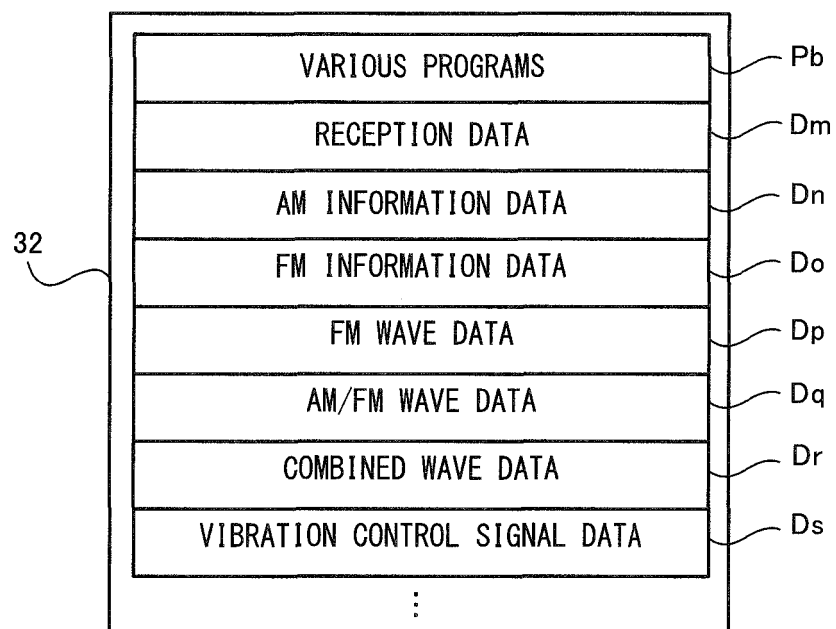 VARIOUS PROGRAMS Pb
RECEPTION DATA Dm
AM INFORMATION DATA Dn
32
FM INFORMATION DATA Do
FM WAVE DATA Dp
AM/FM WAVE DATA Dq
COMBINED WAVE DATA Dr
VIBRATION CONTROL SIGNAL DATA Ds
⋮